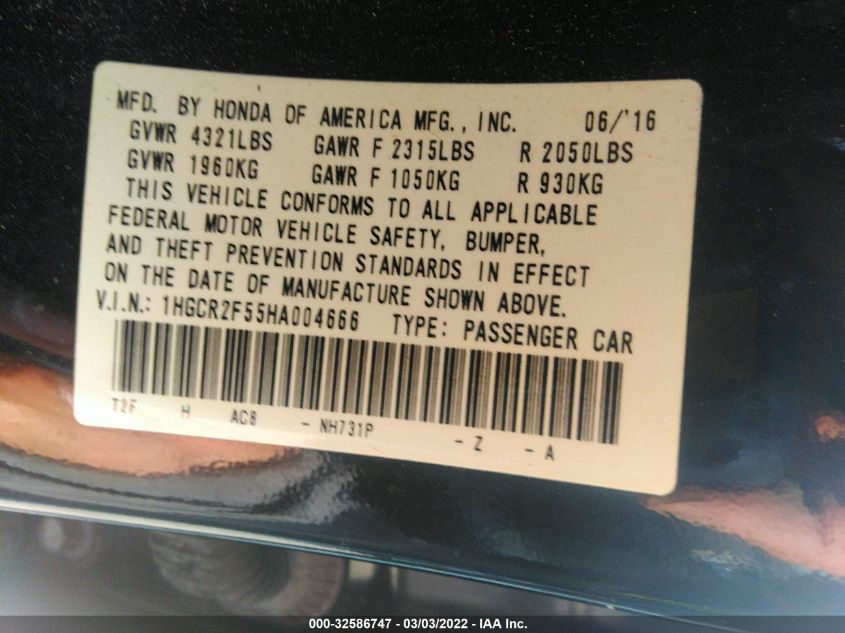 MFD. BY HONDA OF AMERICA MFG., INC. 06/'16
GVWR 4321LBS GAWR F 2315LBS R 2050LBS
GVWR 1960KG GAWR F 1050KG R 930KG
THIS VEHICLE CONFORMS TO ALL APPLICABLE
FEDERAL MOTOR VEHICLE SAFETY, BUMPER,
AND THEFT PREVENTION STANDARDS IN EFFECT
ON THE DATE OF MANUFACTURE SHOWN ABOVE.
V.I.N.: 1HGCR2F55HA004666 TYPE: PASSENGER CAR
T2F H AC8 - NH731P - Z - A
000-32586747 - 03/03/2022 - IAA Inc.